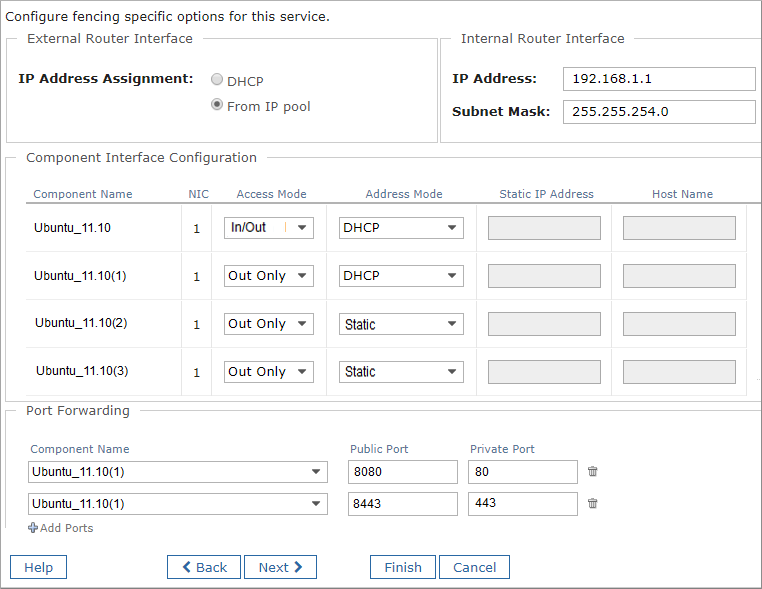 Configure fencing specific options for this service.
External Router Interface
IP Address Assignment:
DHCP
From IP pool
Internal Router Interface
IP Address: 192.168.1.1
Subnet Mask: 255.255.254.0
Component Interface Configuration
Component Name NIC Access Mode Address Mode Static IP Address Host Name
Ubuntu_11.10 1 In/Out DHCP
Ubuntu_11.10(1) 1 Out Only DHCP
Ubuntu_11.10(2) 1 Out Only Static
Ubuntu_11.10(3) 1 Out Only Static
Port Forwarding
Component Name Public Port Private Port
Ubuntu_11.10(1) 8080 80
Ubuntu_11.10(1) 8443 443
Add Ports
Help Back Next Finish Cancel